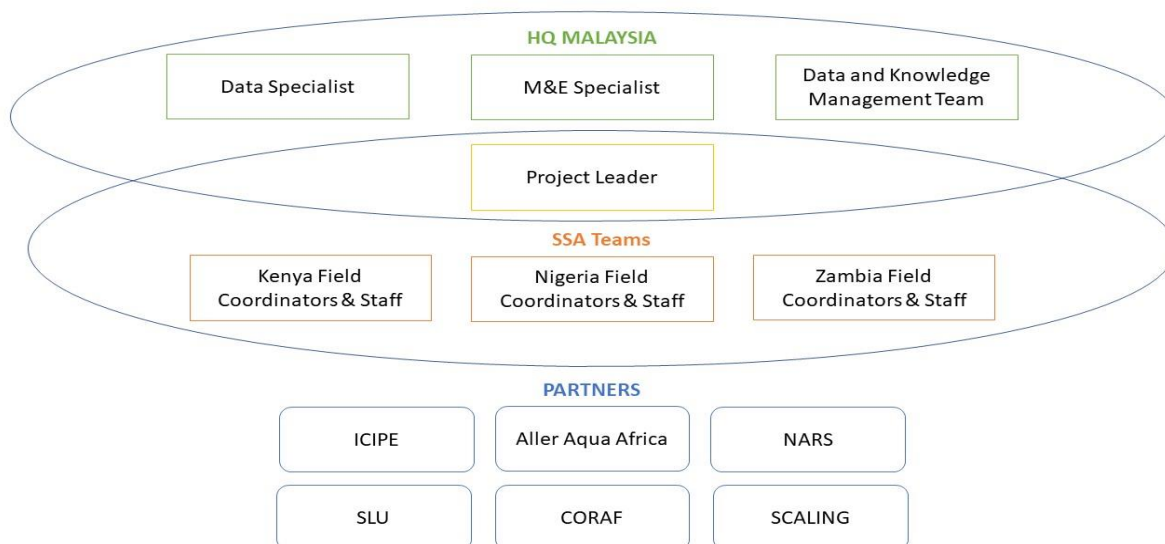 HQ MALAYSIA
Data Specialist
M&E Specialist
Data and Knowledge
Management Team
Project Leader
SSA Teams
Kenya Field
Coordinators & Staff
Nigeria Field
Coordinators & Staff
Zambia Field
Coordinators & Staff
PARTNERS
ICIPE
Aller Aqua Africa
NARS
SLU
CORAF
SCALING